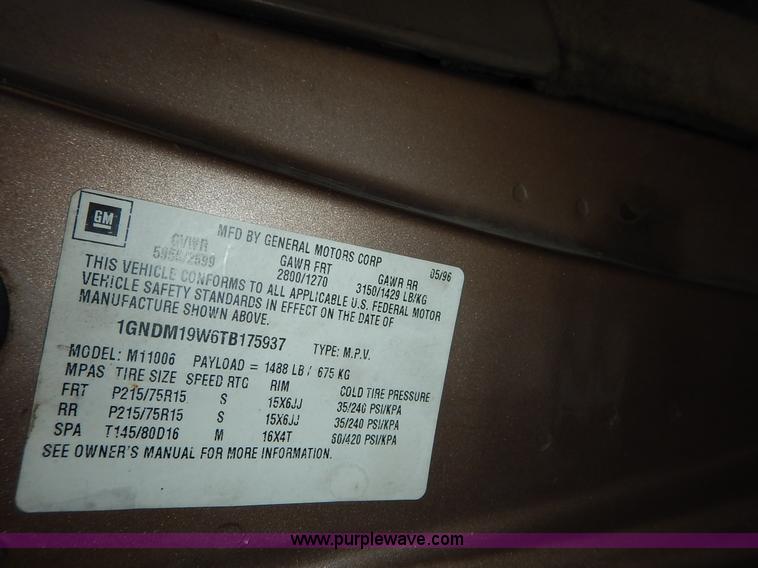 GM
MFD BY GENERAL MOTORS CORP 05/96
GVWR GAWR FRT GAWR RR
2800/1270 3150/1429 LB/KG
THIS VEHICLE CONFORMS TO ALL APPLICABLE U.S. FEDERAL MOTOR
VEHICLE SAFETY STANDARDS IN EFFECT ON THE DATE OF
MANUFACTURE SHOWN ABOVE.
1GNDM19W6TB175937 TYPE: M.P.V.
MODEL: M11006 PAYLOAD = 1488 LB / 675 KG
MPAS TIRE SIZE SPEED RTG RIM COLD TIRE PRESSURE
FRT P215/75R15 S 15X6JJ 35/240 PSI/KPA
RR P215/75R15 S 15X6JJ 35/240 PSI/KPA
SPA T145/80D16 M 16X4T 60/420 PSI/KPA
SEE OWNER'S MANUAL FOR MORE INFORMATION.
www.purplewave.com